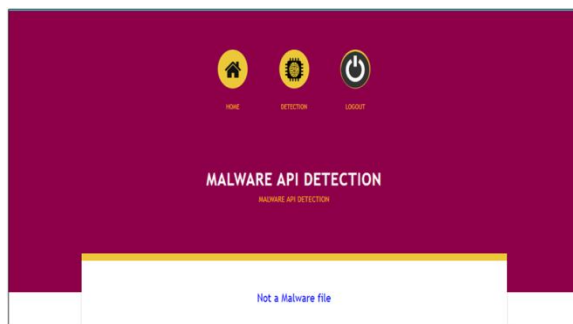 HOME DETECTION LOGOUT
MALWARE API DETECTION
MALWARE API DETECTION
Not a Malware file